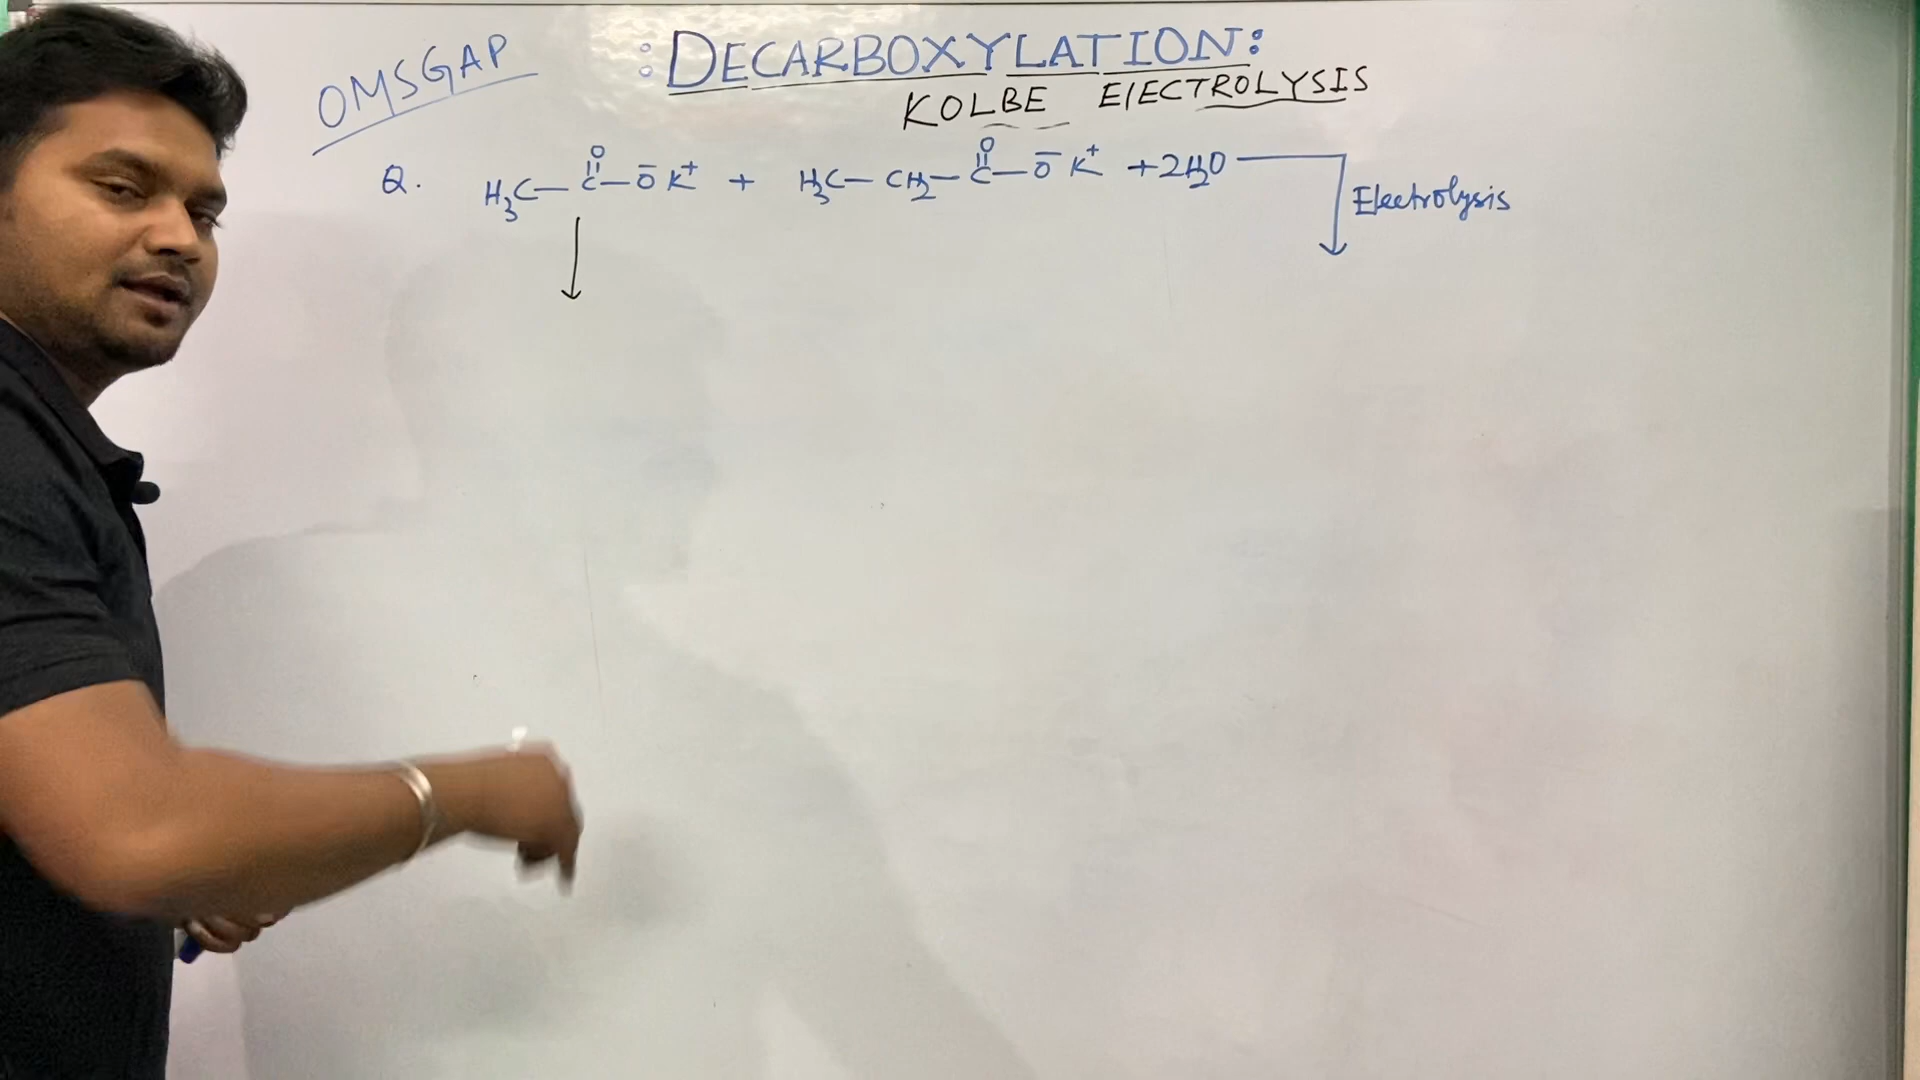 OMSGAP
:DECARBOXYLATION:
KOLBE ElECTROLYSIS
Q. H₃C—C(=O)—O⁻ K⁺ + H₃C—CH₂—C(=O)—O⁻ K⁺ +2H₂O
Electrolysis